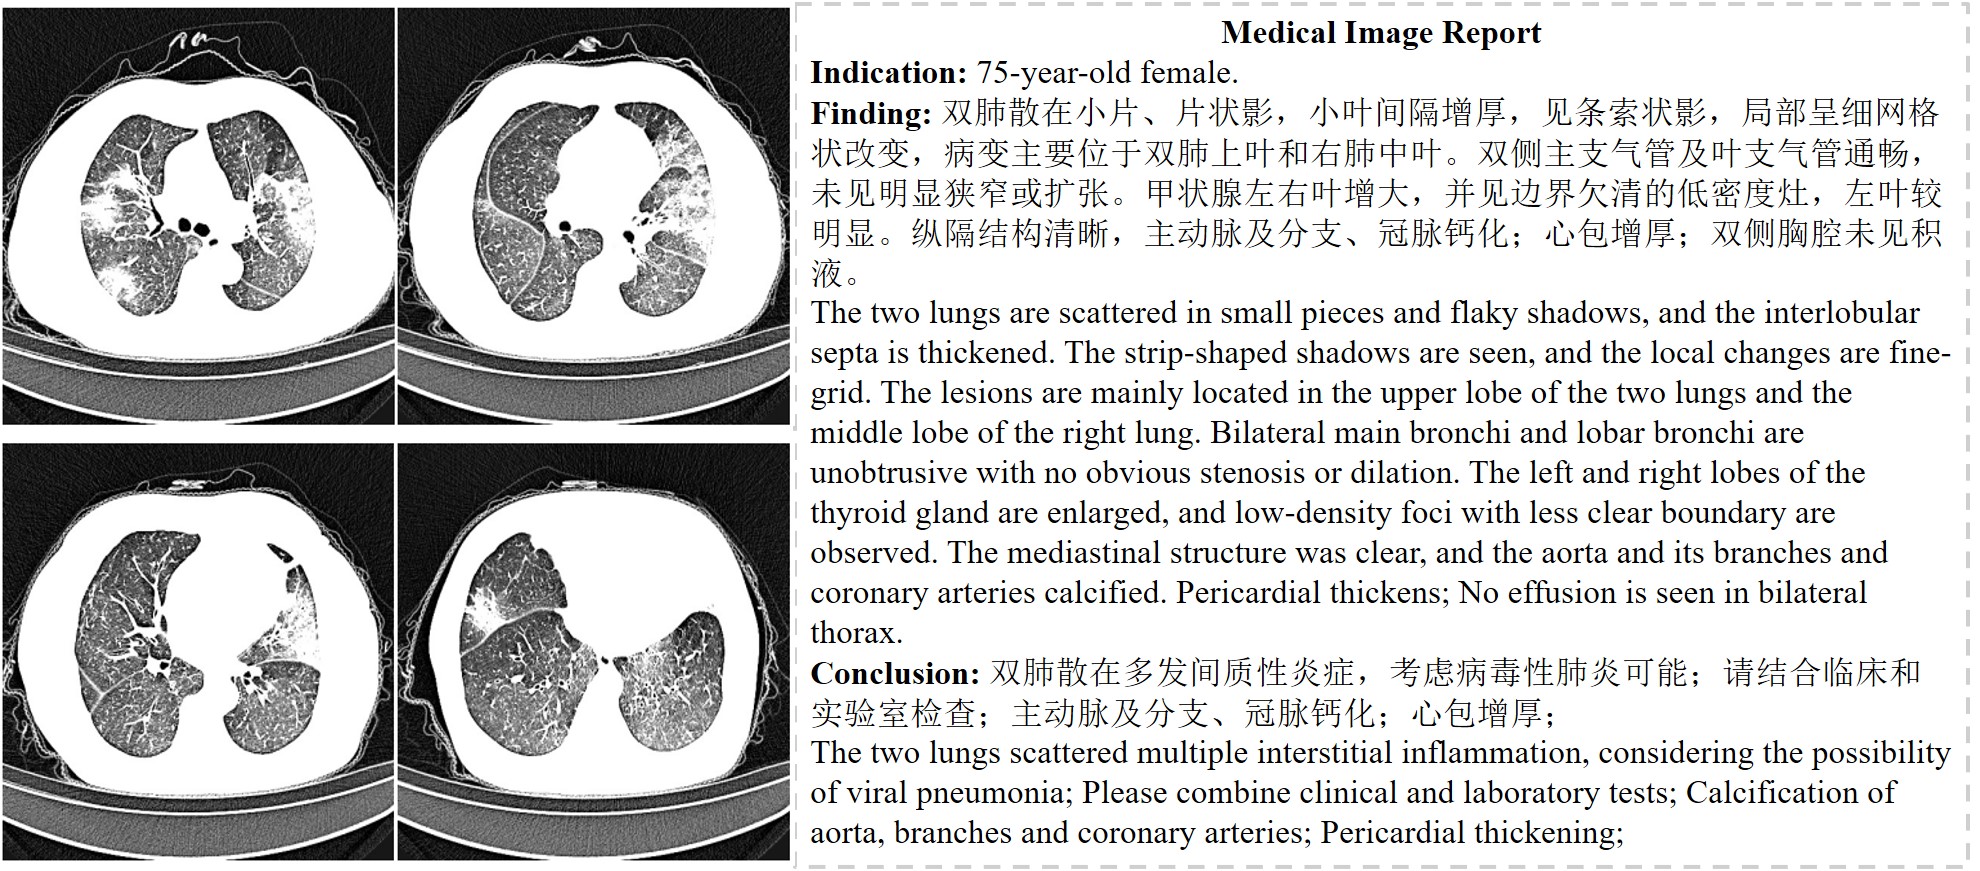 Medical Image Report
Indication: 75-year-old female.
Finding: 双肺散在小片、片状影，小叶间隔增厚，见条索状影，局部呈细网格
状改变，病变主要位于双肺上叶和右肺中叶。双侧主支气管及叶支气管通畅，
未见明显狭窄或扩张。甲状腺左右叶增大，并见边界欠清的低密度灶，左叶较
明显。纵隔结构清晰，主动脉及分支、冠脉钙化；心包增厚；双侧胸腔未见积
液。
The two lungs are scattered in small pieces and flaky shadows, and the interlobular
septa is thickened. The strip-shaped shadows are seen, and the local changes are fine-
grid. The lesions are mainly located in the upper lobe of the two lungs and the
middle lobe of the right lung. Bilateral main bronchi and lobar bronchi are
unobtrusive with no obvious stenosis or dilation. The left and right lobes of the
thyroid gland are enlarged, and low-density foci with less clear boundary are
observed. The mediastinal structure was clear, and the aorta and its branches and
coronary arteries calcified. Pericardial thickens; No effusion is seen in bilateral
thorax.
Conclusion: 双肺散在多发间质性炎症，考虑病毒性肺炎可能；请结合临床和
实验室检查；主动脉及分支、冠脉钙化；心包增厚；
The two lungs scattered multiple interstitial inflammation, considering the possibility
of viral pneumonia; Please combine clinical and laboratory tests; Calcification of
aorta, branches and coronary arteries; Pericardial thickening;